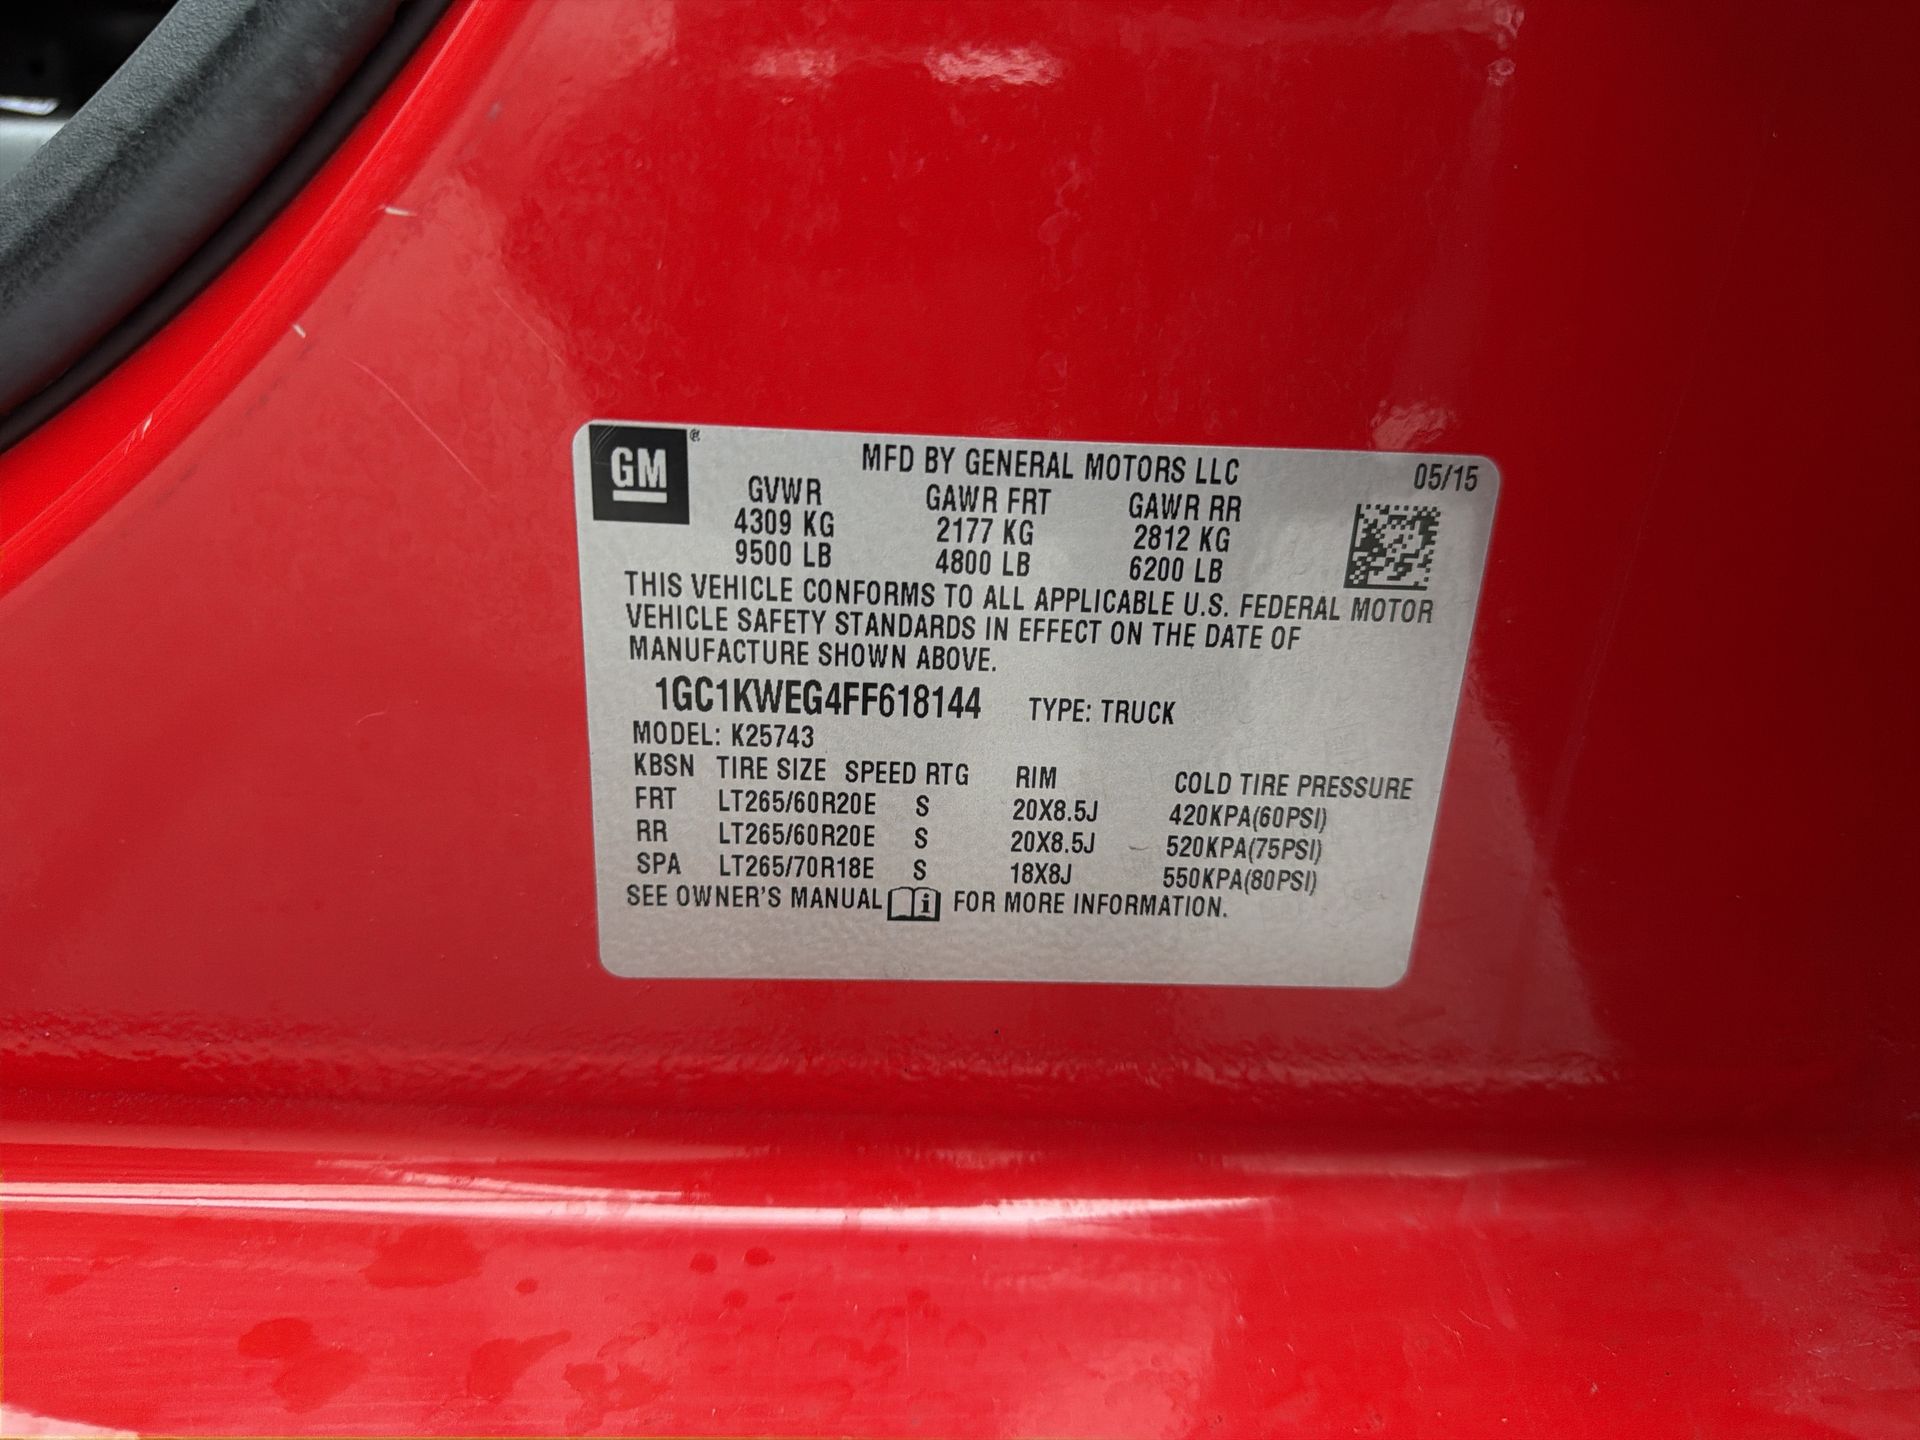 GM®
MFD BY GENERAL MOTORS LLC 05/15
GVWR GAWR FRT GAWR RR
4309 KG 2177 KG 2812 KG
9500 LB 4800 LB 6200 LB
THIS VEHICLE CONFORMS TO ALL APPLICABLE U.S. FEDERAL MOTOR
VEHICLE SAFETY STANDARDS IN EFFECT ON THE DATE OF
MANUFACTURE SHOWN ABOVE.
1GC1KWEG4FF618144 TYPE: TRUCK
MODEL: K25743
KBSN TIRE SIZE SPEED RTG RIM COLD TIRE PRESSURE
FRT LT265/60R20E S 20X8.5J 420KPA(60PSI)
RR LT265/60R20E S 20X8.5J 520KPA(75PSI)
SPA LT265/70R18E S 18X8J 550KPA(80PSI)
SEE OWNER'S MANUAL i FOR MORE INFORMATION.